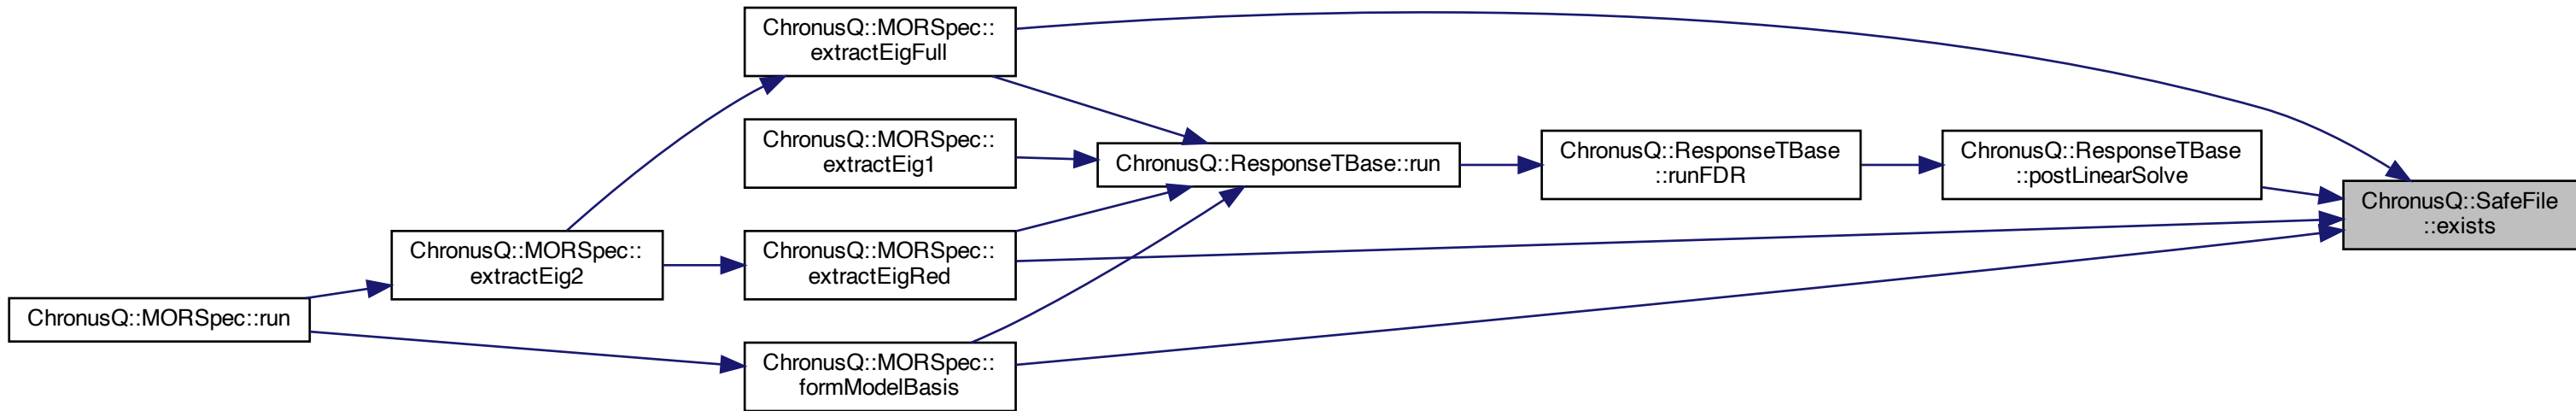 ChronusQ::MORSpec::
extractEigFull
ChronusQ::MORSpec::
extractEig1
ChronusQ::ResponseTBase::run
ChronusQ::ResponseTBase
::runFDR
ChronusQ::ResponseTBase
::postLinearSolve
ChronusQ::SafeFile
::exists
ChronusQ::MORSpec::
extractEig2
ChronusQ::MORSpec::
extractEigRed
ChronusQ::MORSpec::run
ChronusQ::MORSpec::
formModelBasis